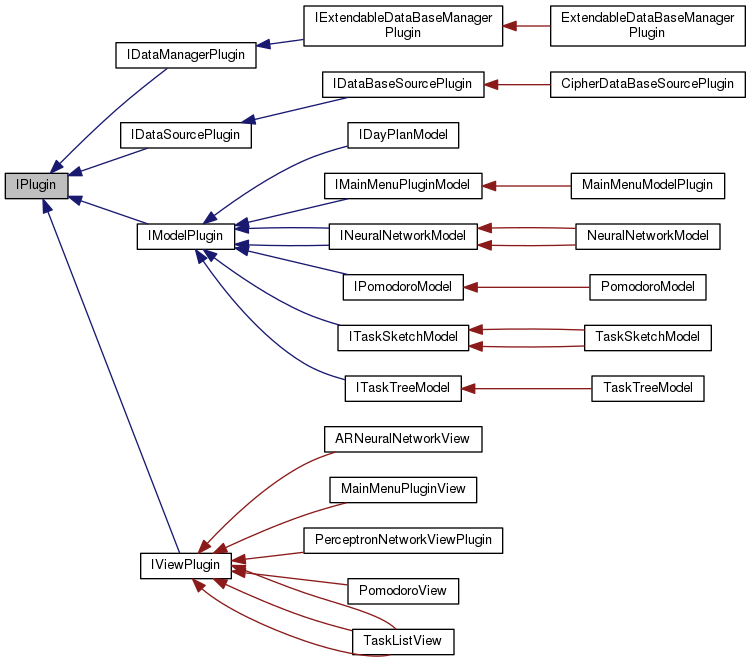 IExtendableDataBaseManager
Plugin
ExtendableDataBaseManager
Plugin
IDataManagerPlugin
IDataBaseSourcePlugin
CipherDataBaseSourcePlugin
IDataSourcePlugin
IDayPlanModel
IPlugin
IMainMenuPluginModel
MainMenuModelPlugin
IModelPlugin
INeuralNetworkModel
NeuralNetworkModel
IPomodoroModel
PomodoroModel
ITaskSketchModel
TaskSketchModel
ITaskTreeModel
TaskTreeModel
ARNeuralNetworkView
MainMenuPluginView
PerceptronNetworkViewPlugin
IViewPlugin
PomodoroView
TaskListView